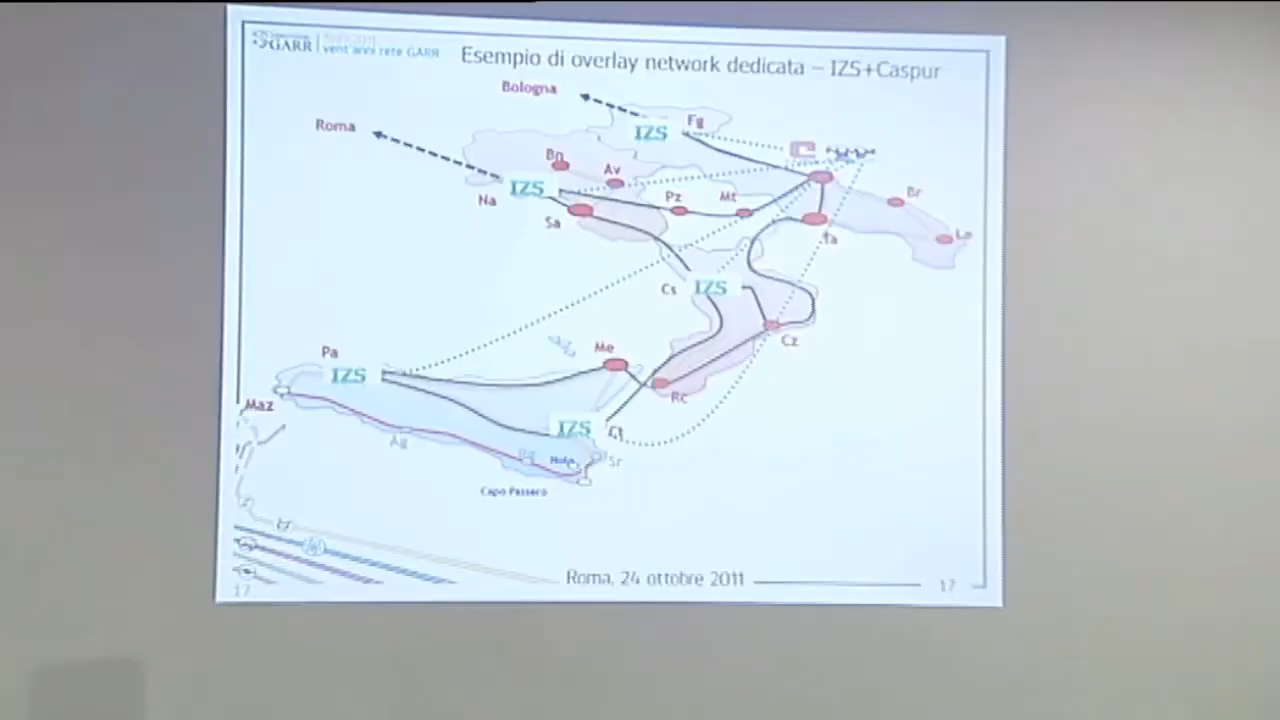 GARR
vent'anni rete GARR
Esempio di overlay network dedicata – IZS+Caspur
Bologna
Fg
IZS
Roma
Bn
Av
IZS
Na
Pz
Mt
Br
Le
Sa
Ta
Cs
IZS
Cz
Me
Pa
IZS
Rc
Maz
IZS
Ct
Ag
Noto
Sr
Capo Passero
Roma, 24 ottobre 2011
17
17